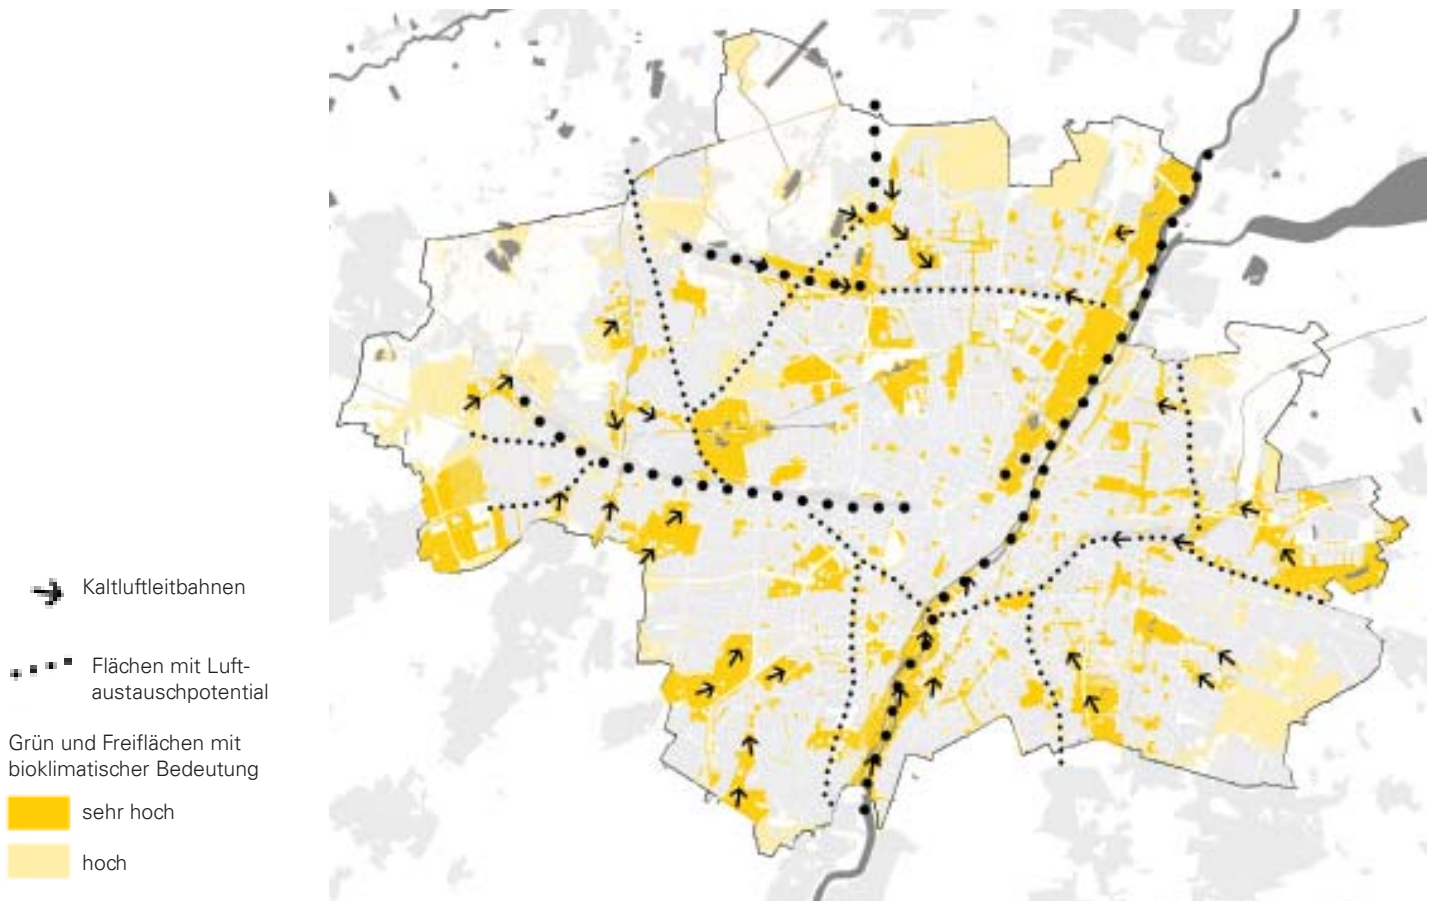 Kaltluftleitbahnen
Flächen mit Luft-
austauschpotential
Grün und Freiflächen mit
bioklimatischer Bedeutung
sehr hoch
hoch